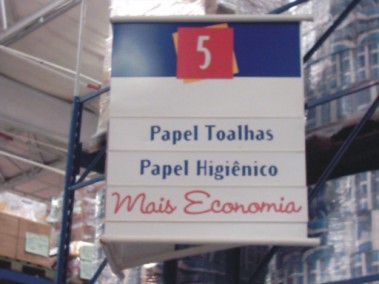 5
Papel Toalhas
Papel Higiênico
Mais Economia